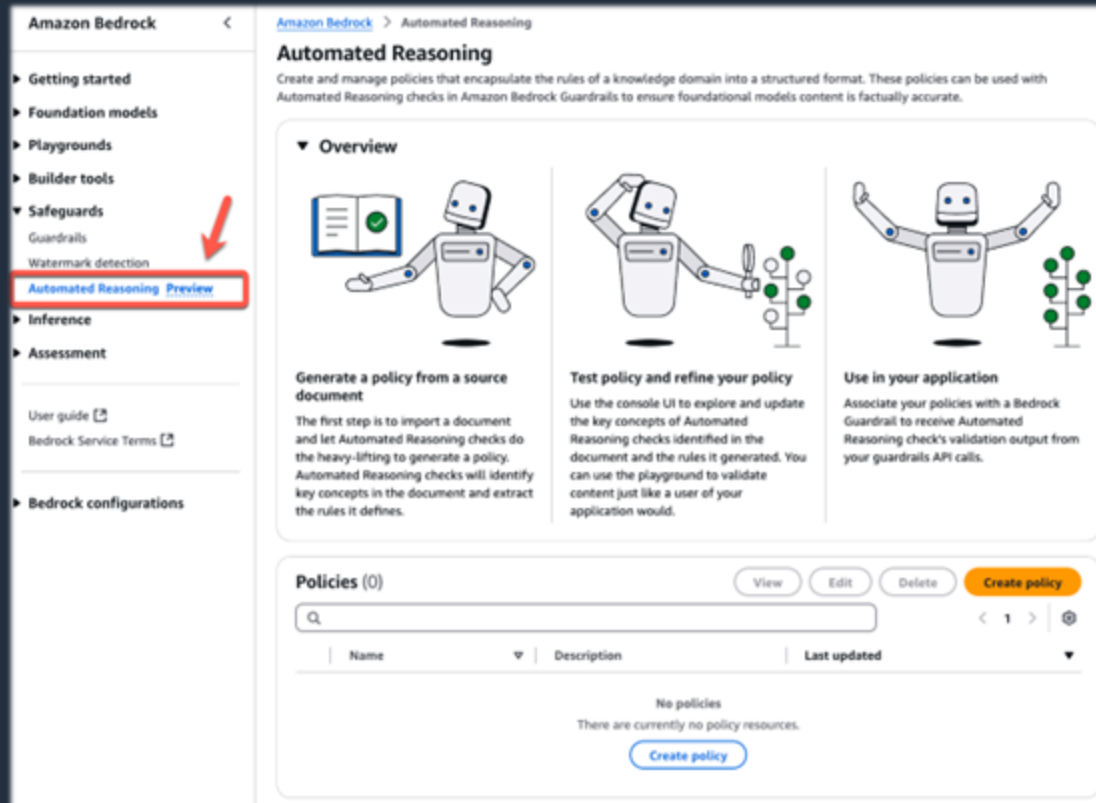 Amazon Bedrock
Getting started
Foundation models
Playgrounds
Builder tools
Safeguards
Guardrails
Watermark detection
Automated Reasoning Preview
Inference
Assessment
User guide
Bedrock Service Terms
Bedrock configurations
Amazon Bedrock > Automated Reasoning
Automated Reasoning
Create and manage policies that encapsulate the rules of a knowledge domain into a structured format. These policies can be used with
Automated Reasoning checks in Amazon Bedrock Guardrails to ensure foundational models content is factually accurate.
Overview
Generate a policy from a source
document
The first step is to import a document
and let Automated Reasoning checks do
the heavy-lifting to generate a policy.
Automated Reasoning checks will identify
key concepts in the document and extract
the rules it defines.
Test policy and refine your policy
Use the console UI to explore and update
the key concepts of Automated
Reasoning checks identified in the
document and the rules it generated. You
can use the playground to validate
content just like a user of your
application would.
Use in your application
Associate your policies with a Bedrock
Guardrail to receive Automated
Reasoning check's validation output from
your guardrails API calls.
Policies (0)
View Edit Delete Create policy
< 1 >
Name Description Last updated
No policies
There are currently no policy resources.
Create policy